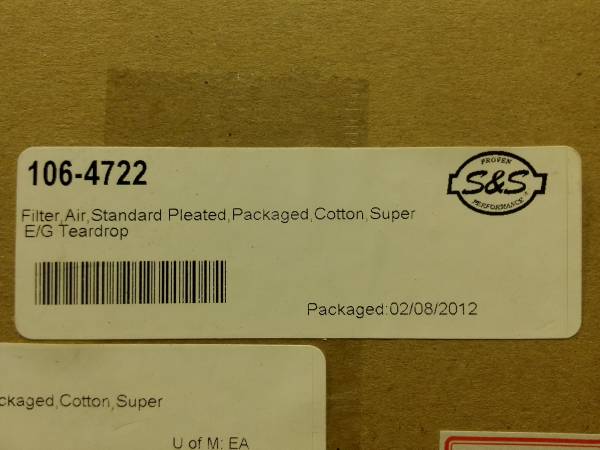 106-4722
PROVEN
S&S
PERFORMANCE
®
Filter,Air,Standard Pleated,Packaged,Cotton,Super
E/G Teardrop
Packaged:02/08/2012
ckaged,Cotton,Super
U of M: EA